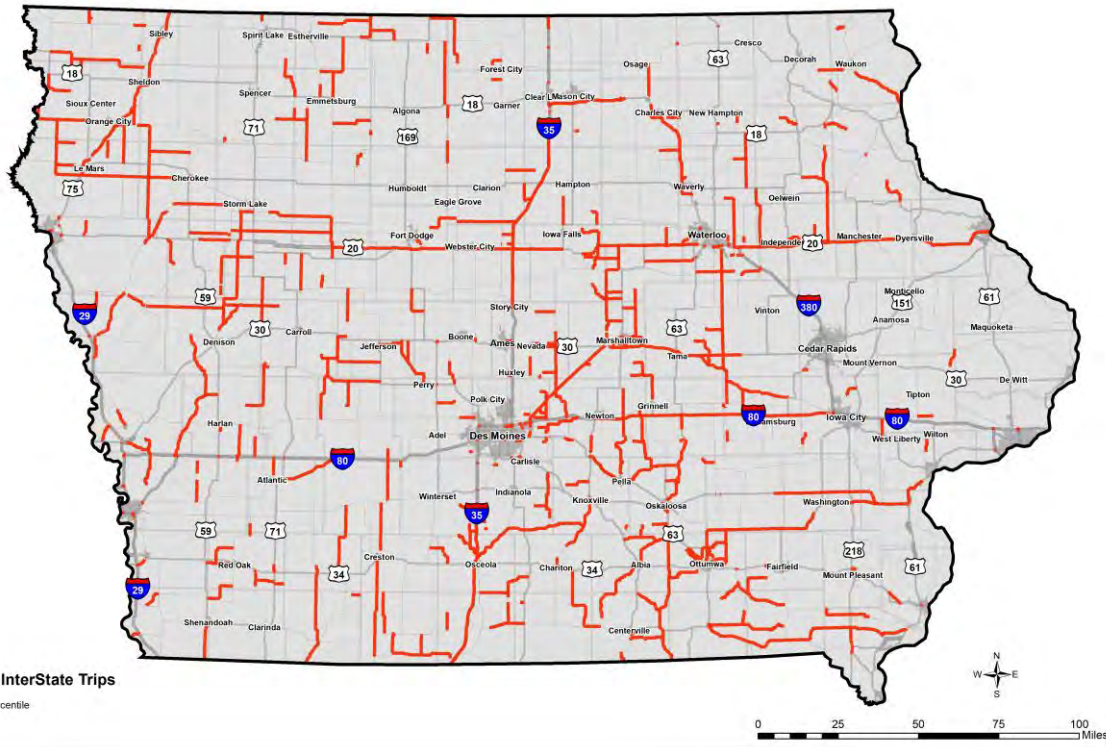 Sibley
Spirit Lake
Estherville
Cresco
Decorah
Waukon
Osage
63
18
Forest City
Sheldon
Spencer
Emmetsburg
Algona
18
Garner
Clear L
Mason City
Sioux Center
Orange City
71
169
35
Charles City
New Hampton
18
Le Mars
75
Cherokee
Humboldt
Clarion
Hampton
Waverly
Oelwein
Storm Lake
Eagle Grove
Fort Dodge
20
Webster City
Iowa Falls
Waterloo
Independen
20
Manchester
Dyersville
29
59
30
Story City
63
Vinton
380
Monticello
151
Anamosa
61
Maquoketa
Denison
Carroll
Jefferson
Boone
Ames
Nevada
30
Marshalltown
Tama
Cedar Rapids
Mount Vernon
30
De Witt
Huxley
Perry
Polk City
Grinnell
Tipton
Harlan
Adel
Des Moines
Newton
80
amsburg
Iowa City
80
West Liberty
Wilton
Atlantic
80
Carlisle
Winterset
Indianola
Pella
Knoxville
Oskaloosa
Washington
35
59
71
63
218
61
Red Oak
34
Creston
Osceola
Chariton
34
Albia
Ottumwa
Fairfield
Mount Pleasant
29
Shenandoah
Clarinda
Centerville
InterState Trips
centile
N
W E
S
0 25 50 75 100
Miles